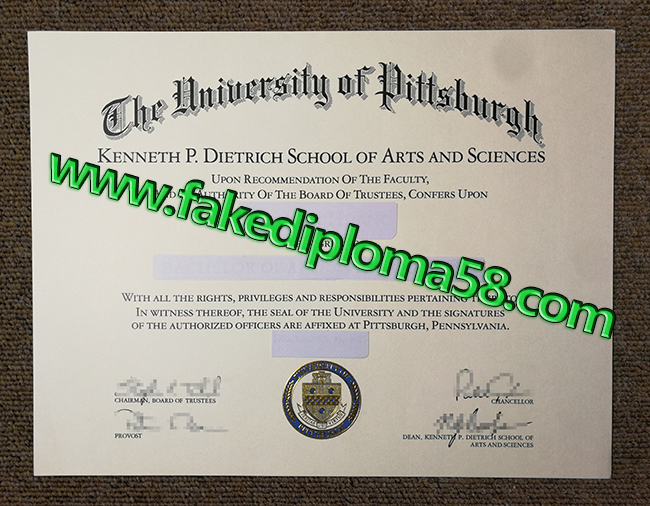 The University of Pittsburgh
KENNETH P. DIETRICH SCHOOL OF ARTS AND SCIENCES
UPON RECOMMENDATION OF THE FACULTY,
AUTHORITY OF THE BOARD OF TRUSTEES, CONFERS UPON
www.fakediploma58.com
WITH ALL THE RIGHTS, PRIVILEGES AND RESPONSIBILITIES PERTAINING
IN WITNESS THEREOF, THE SEAL OF THE UNIVERSITY AND THE SIGNATURES
OF THE AUTHORIZED OFFICERS ARE AFFIXED AT PITTSBURGH, PENNSYLVANIA.
CHAIRMAN, BOARD OF TRUSTEES
CHANCELLOR
PROVOST
DEAN, KENNETH P. DIETRICH SCHOOL OF
ARTS AND SCIENCES